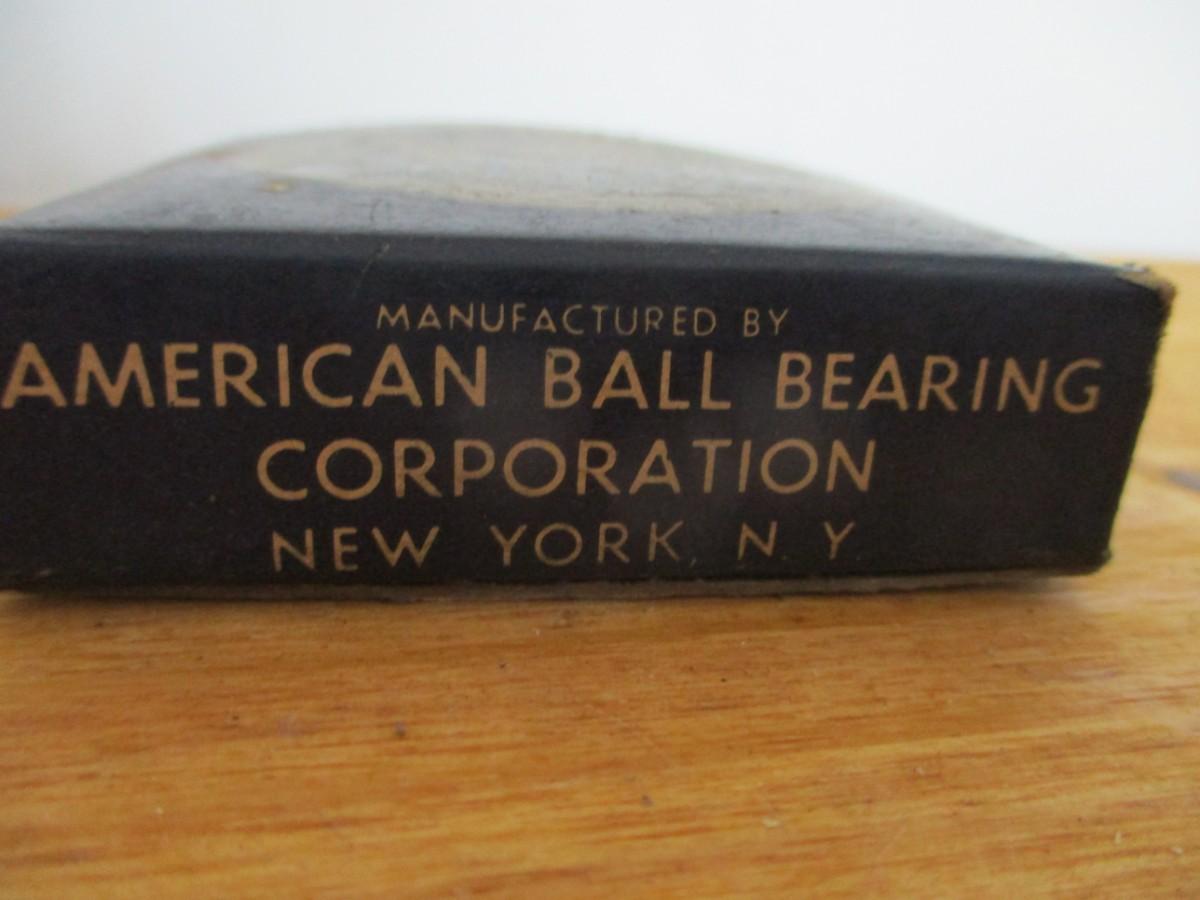 MANUFACTURED BY
AMERICAN BALL BEARING
CORPORATION
NEW YORK, N Y